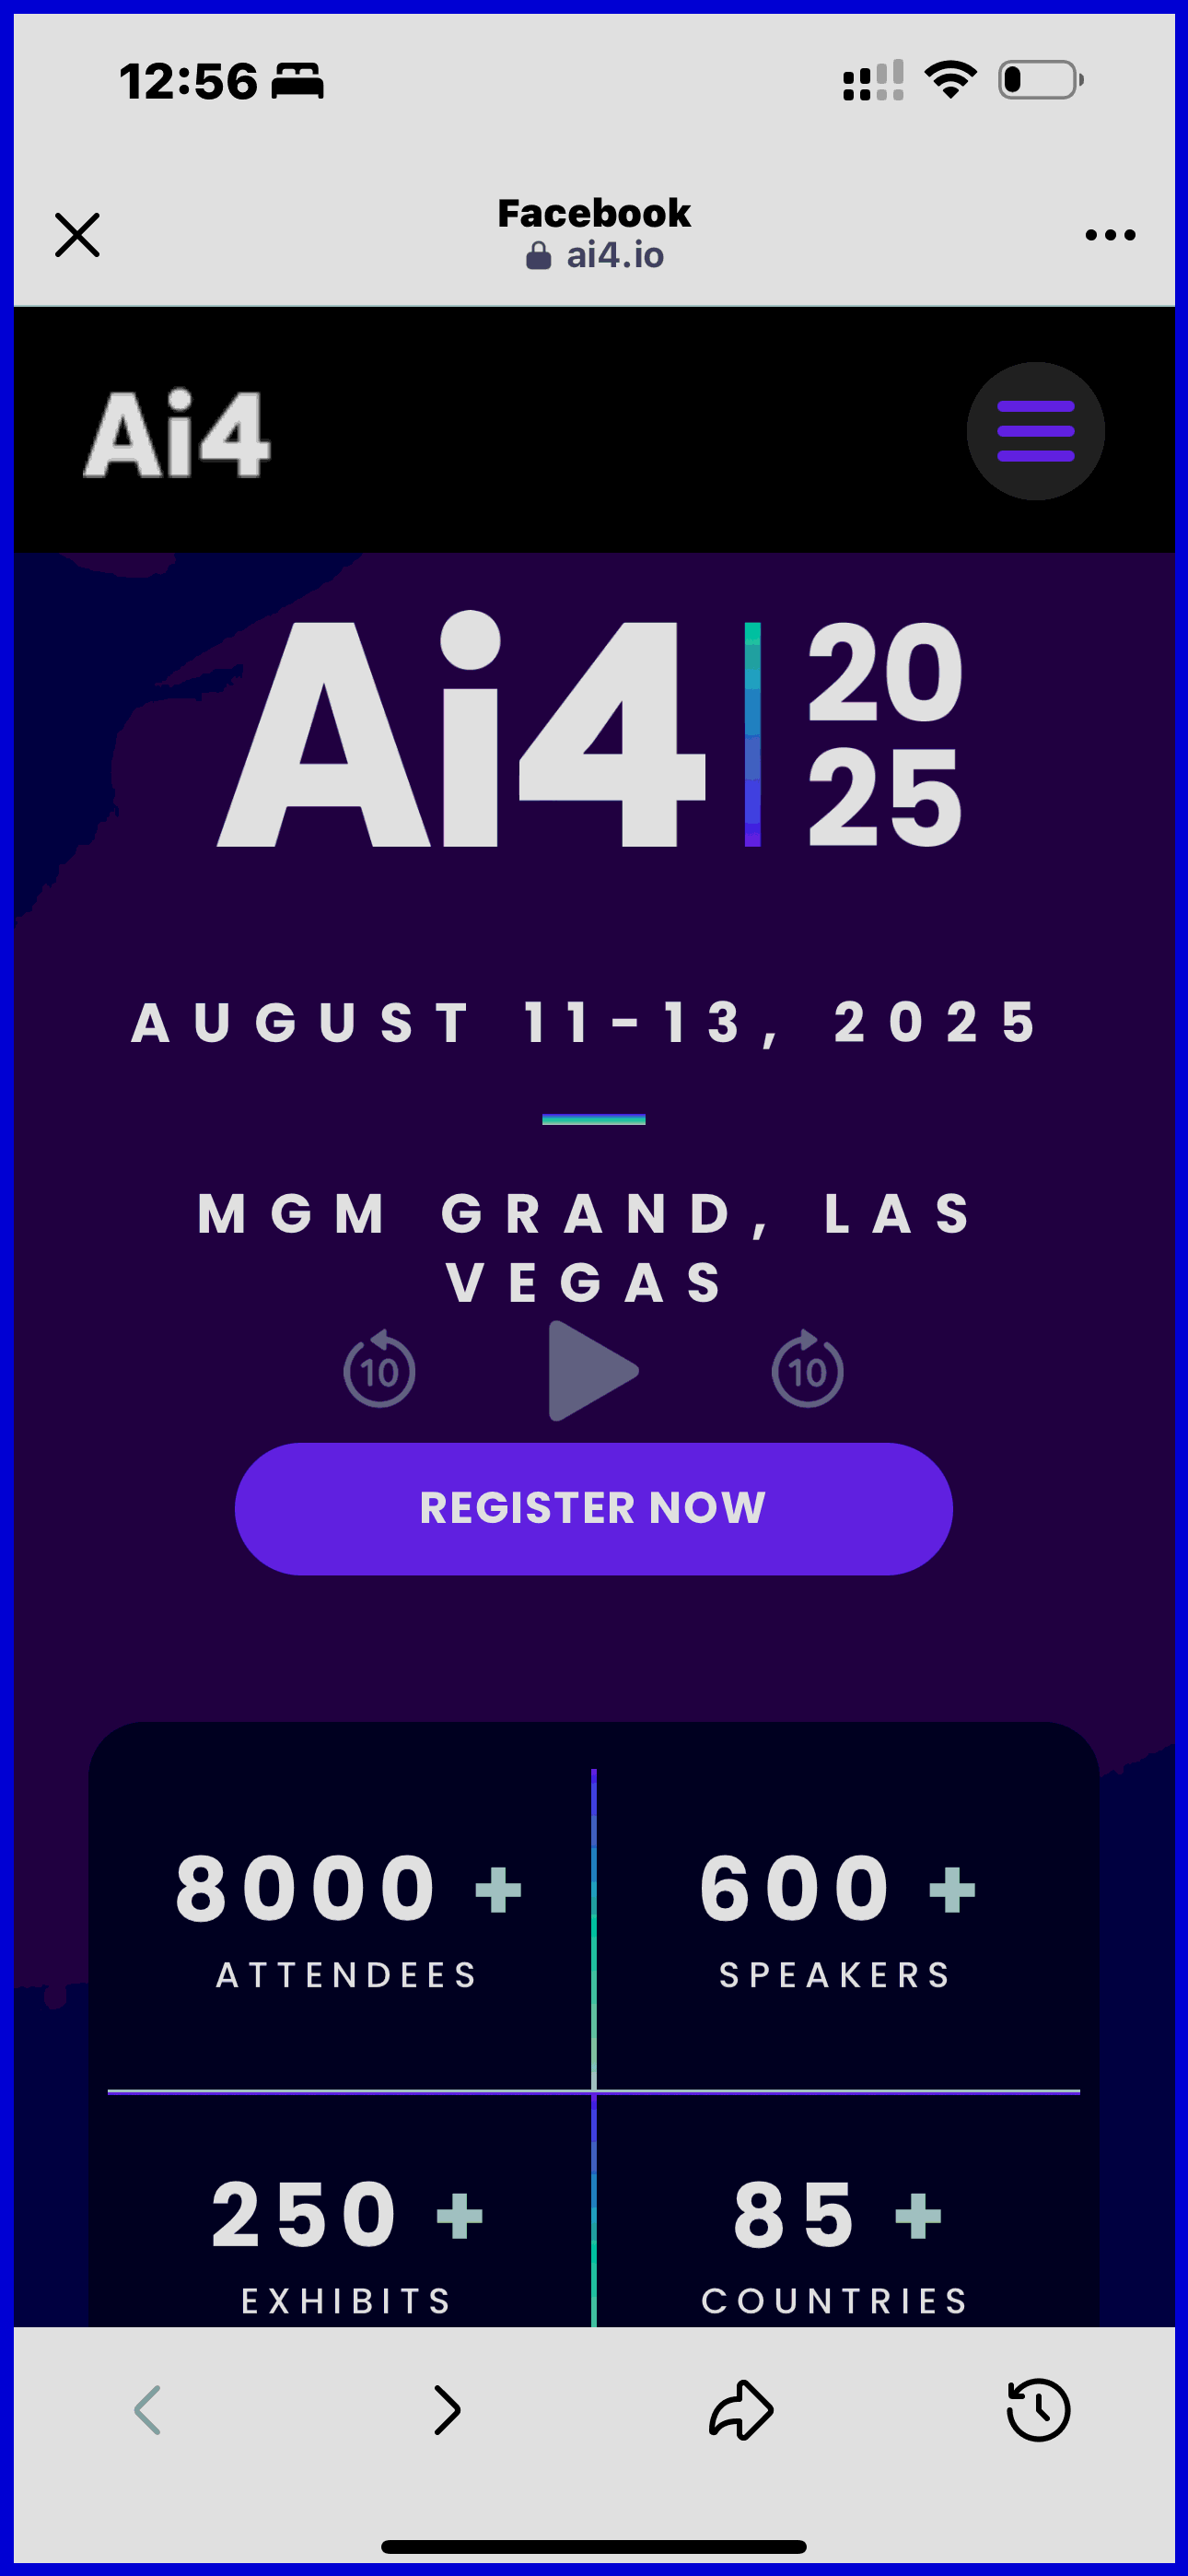 12:56
Facebook
ai4.io
Ai4
Ai4
20
25
AUGUST 11-13, 2025
MGM GRAND, LAS
VEGAS
10
10
REGISTER NOW
8000 +
600 +
ATTENDEES
SPEAKERS
250 +
85 +
EXHIBITS
COUNTRIES